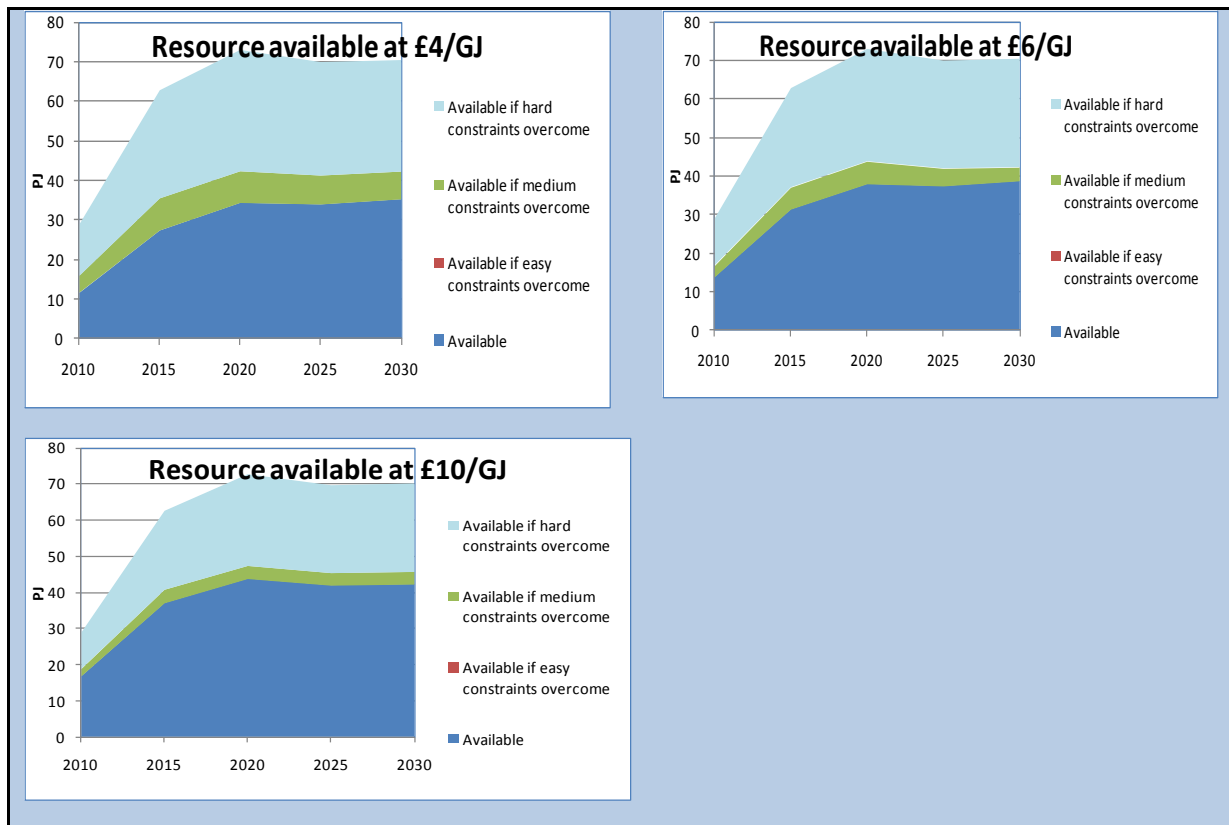 Resource available at £4/GJ
80
70
60
50
40
30
20
10
0
PJ
2010 2015 2020 2025 2030
Available if hard
constraints overcome
Available if medium
constraints overcome
Available if easy
constraints overcome
Available
Resource available at £6/GJ
80
70
60
50
40
30
20
10
0
PJ
2010 2015 2020 2025 2030
Available if hard
constraints overcome
Available if medium
constraints overcome
Available if easy
constraints overcome
Available
Resource available at £10/GJ
80
70
60
50
40
30
20
10
0
PJ
2010 2015 2020 2025 2030
Available if hard
constraints overcome
Available if medium
constraints overcome
Available if easy
constraints overcome
Available